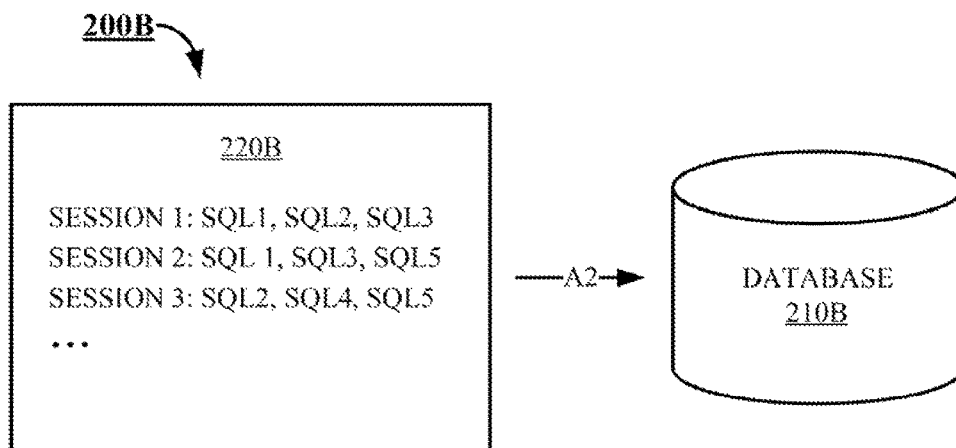 200B
220B
SESSION 1: SQL1, SQL2, SQL3
SESSION 2: SQL 1, SQL3, SQL5
SESSION 3: SQL2, SQL4, SQL5
...
A2
DATABASE
210B